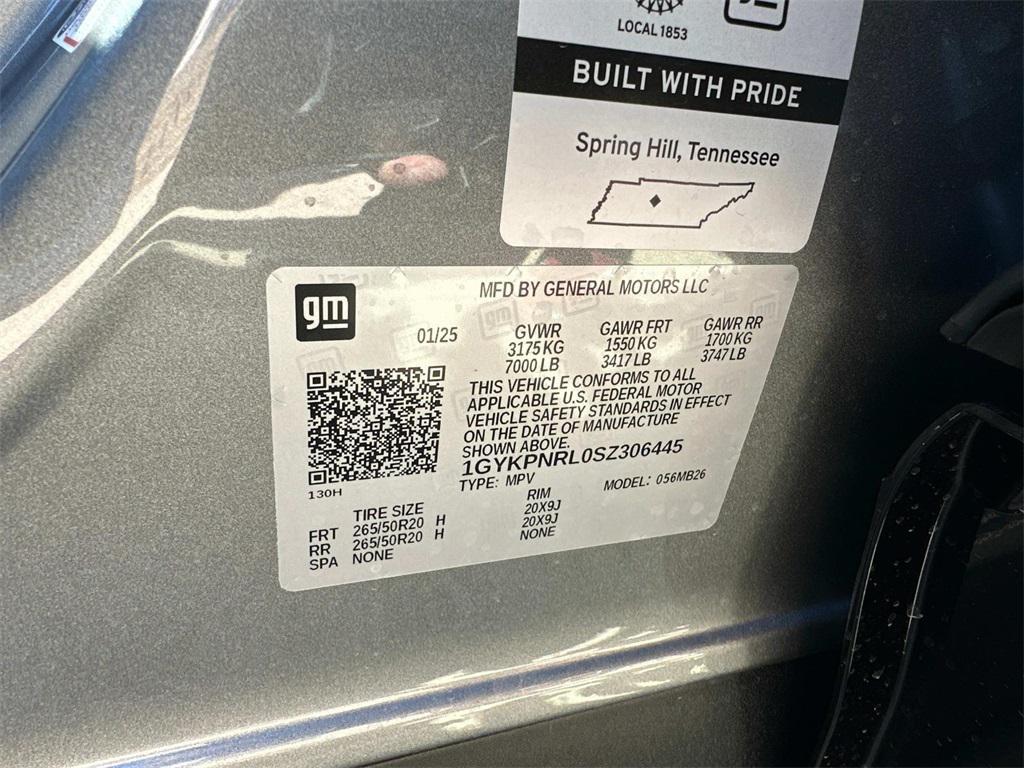 LOCAL 1853
BUILT WITH PRIDE
Spring Hill, Tennessee
gm
MFD BY GENERAL MOTORS LLC
01/25
GVWR
3175 KG
7000 LB
GAWR FRT
1550 KG
3417 LB
GAWR RR
1700 KG
3747 LB
THIS VEHICLE CONFORMS TO ALL
APPLICABLE U.S. FEDERAL MOTOR
VEHICLE SAFETY STANDARDS IN EFFECT
ON THE DATE OF MANUFACTURE
SHOWN ABOVE.
1GYKPNRL0SZ306445
TYPE: MPV
MODEL: 056MB26
130H
TIRE SIZE RIM
FRT 265/50R20 H 20X9J
RR 265/50R20 H 20X9J
SPA NONE NONE